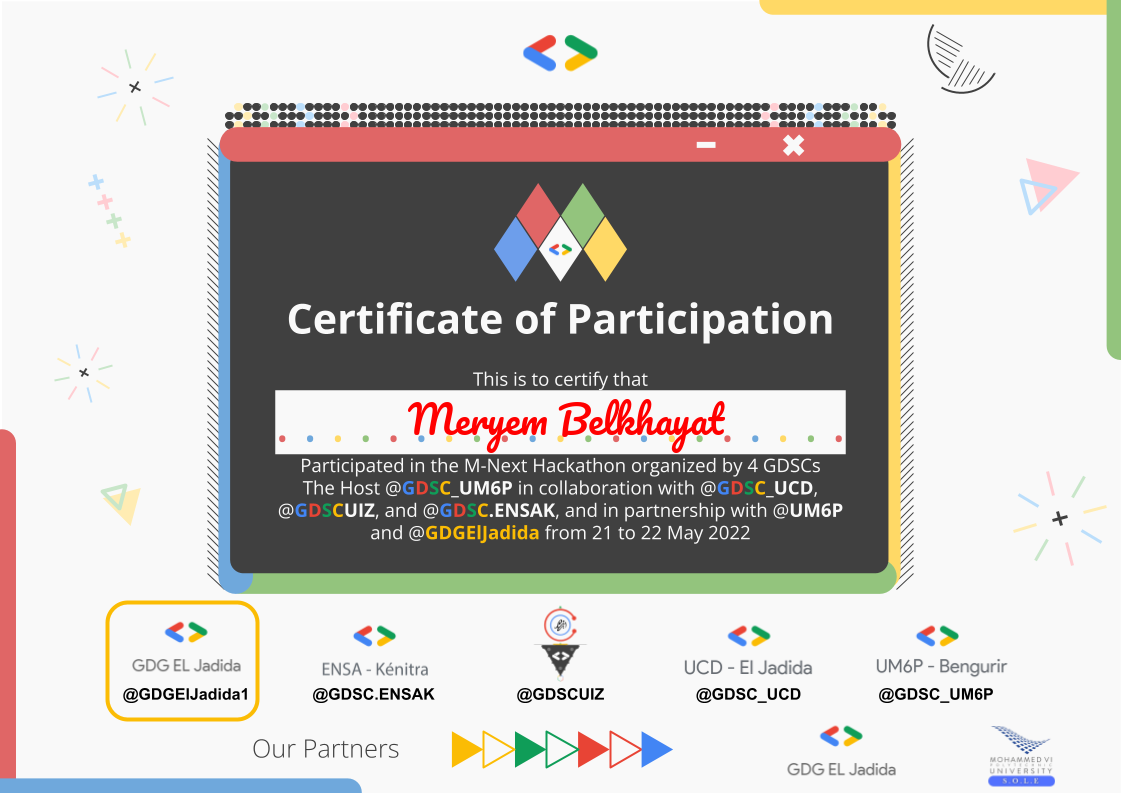 Certificate of Participation
This is to certify that
Meryem Belkhayat
Participated in the M-Next Hackathon organized by 4 GDSCs
The Host @GDSC_UM6P in collaboration with @GDSC_UCD,
@GDSCUIZ, and @GDSC.ENSAK, and in partnership with @UM6P
and @GDGElJadida from 21 to 22 May 2022
GDG EL Jadida
@GDGElJadida1
ENSA - Kénitra
@GDSC.ENSAK
@GDSCUIZ
UCD - El Jadida
@GDSC_UCD
UM6P - Bengurir
@GDSC_UM6P
Our Partners
GDG EL Jadida
MOHAMMED VI
POLYTECHNIC
UNIVERSITY
S.O.L.E